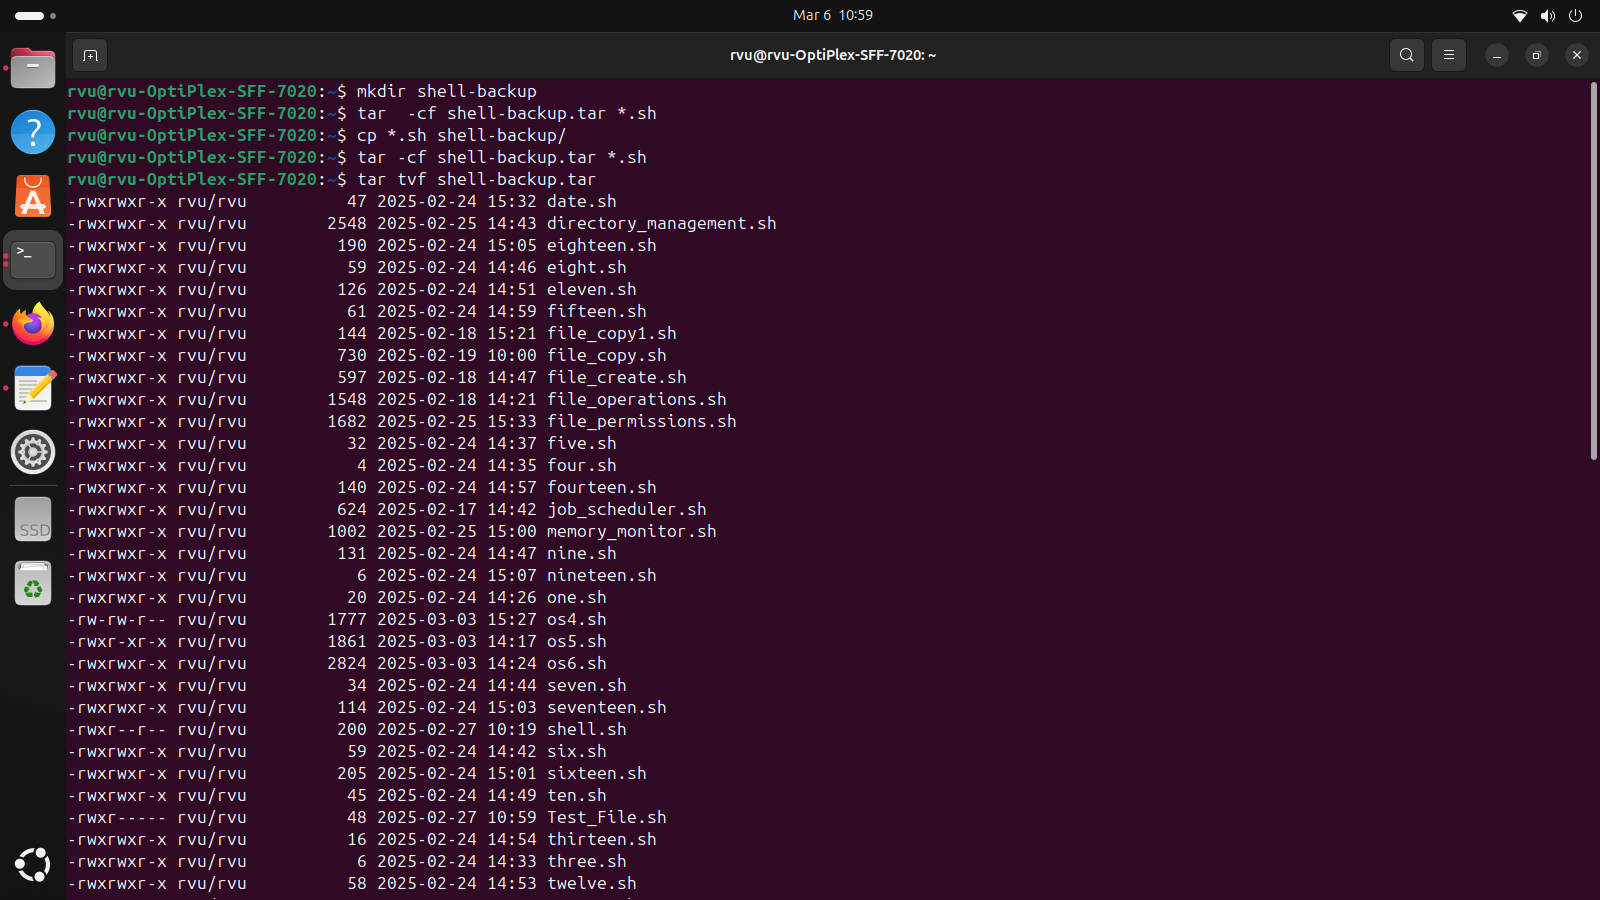 Mar 6 10:59
rvu@rvu-OptiPlex-SFF-7020: ~
rvu@rvu-OptiPlex-SFF-7020:~$ mkdir shell-backup
rvu@rvu-OptiPlex-SFF-7020:~$ tar  -cf shell-backup.tar *.sh
rvu@rvu-OptiPlex-SFF-7020:~$ cp *.sh shell-backup/
rvu@rvu-OptiPlex-SFF-7020:~$ tar -cf shell-backup.tar *.sh
rvu@rvu-OptiPlex-SFF-7020:~$ tar tvf shell-backup.tar
-rwxrwxr-x rvu/rvu          47 2025-02-24 15:32 date.sh
-rwxrwxr-x rvu/rvu        2548 2025-02-25 14:43 directory_management.sh
-rwxrwxr-x rvu/rvu         190 2025-02-24 15:05 eighteen.sh
-rwxrwxr-x rvu/rvu          59 2025-02-24 14:46 eight.sh
-rwxrwxr-x rvu/rvu         126 2025-02-24 14:51 eleven.sh
-rwxrwxr-x rvu/rvu          61 2025-02-24 14:59 fifteen.sh
-rwxrwxr-x rvu/rvu         144 2025-02-18 15:21 file_copy1.sh
-rwxrwxr-x rvu/rvu         730 2025-02-19 10:00 file_copy.sh
-rwxrwxr-x rvu/rvu         597 2025-02-18 14:47 file_create.sh
-rwxrwxr-x rvu/rvu        1548 2025-02-18 14:21 file_operations.sh
-rwxrwxr-x rvu/rvu        1682 2025-02-25 15:33 file_permissions.sh
-rwxrwxr-x rvu/rvu          32 2025-02-24 14:37 five.sh
-rwxrwxr-x rvu/rvu           4 2025-02-24 14:35 four.sh
-rwxrwxr-x rvu/rvu         140 2025-02-24 14:57 fourteen.sh
-rwxrwxr-x rvu/rvu         624 2025-02-17 14:42 job_scheduler.sh
-rwxrwxr-x rvu/rvu        1002 2025-02-25 15:00 memory_monitor.sh
-rwxrwxr-x rvu/rvu         131 2025-02-24 14:47 nine.sh
-rwxrwxr-x rvu/rvu           6 2025-02-24 15:07 nineteen.sh
-rwxrwxr-x rvu/rvu          20 2025-02-24 14:26 one.sh
-rw-rw-r-- rvu/rvu        1777 2025-03-03 15:27 os4.sh
-rwxr-xr-x rvu/rvu        1861 2025-03-03 14:17 os5.sh
-rwxrwxr-x rvu/rvu        2824 2025-03-03 14:24 os6.sh
-rwxrwxr-x rvu/rvu          34 2025-02-24 14:44 seven.sh
-rwxrwxr-x rvu/rvu         114 2025-02-24 15:03 seventeen.sh
-rwxr--r-- rvu/rvu         200 2025-02-27 10:19 shell.sh
-rwxrwxr-x rvu/rvu          59 2025-02-24 14:42 six.sh
-rwxrwxr-x rvu/rvu         205 2025-02-24 15:01 sixteen.sh
-rwxrwxr-x rvu/rvu          45 2025-02-24 14:49 ten.sh
-rwxr----- rvu/rvu          48 2025-02-27 10:59 Test_File.sh
-rwxrwxr-x rvu/rvu          16 2025-02-24 14:54 thirteen.sh
-rwxrwxr-x rvu/rvu           6 2025-02-24 14:33 three.sh
-rwxrwxr-x rvu/rvu          58 2025-02-24 14:53 twelve.sh
SSD